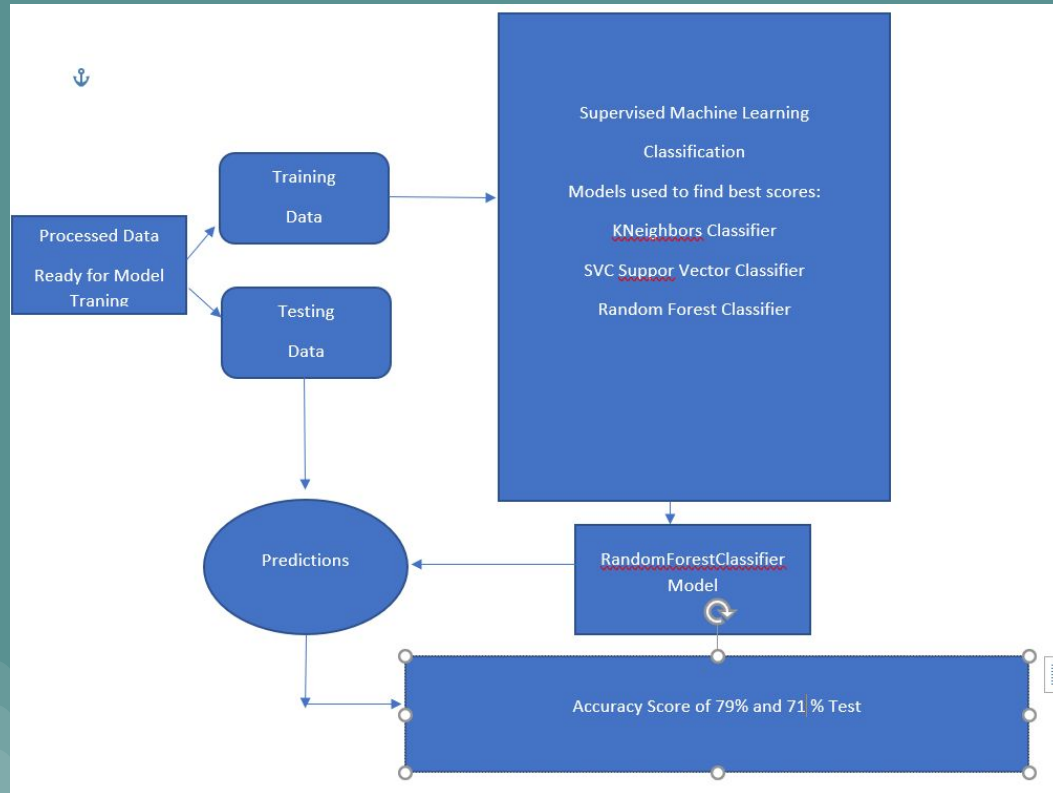 Processed Data
Ready for Model
Traning
Training
Data
Testing
Data
Supervised Machine Learning
Classification
Models used to find best scores:
KNeighbors Classifier
SVC Suppor Vector Classifier
Random Forest Classifier
RandomForestClassifier
Model
Predictions
Accuracy Score of 79% and 71 % Test